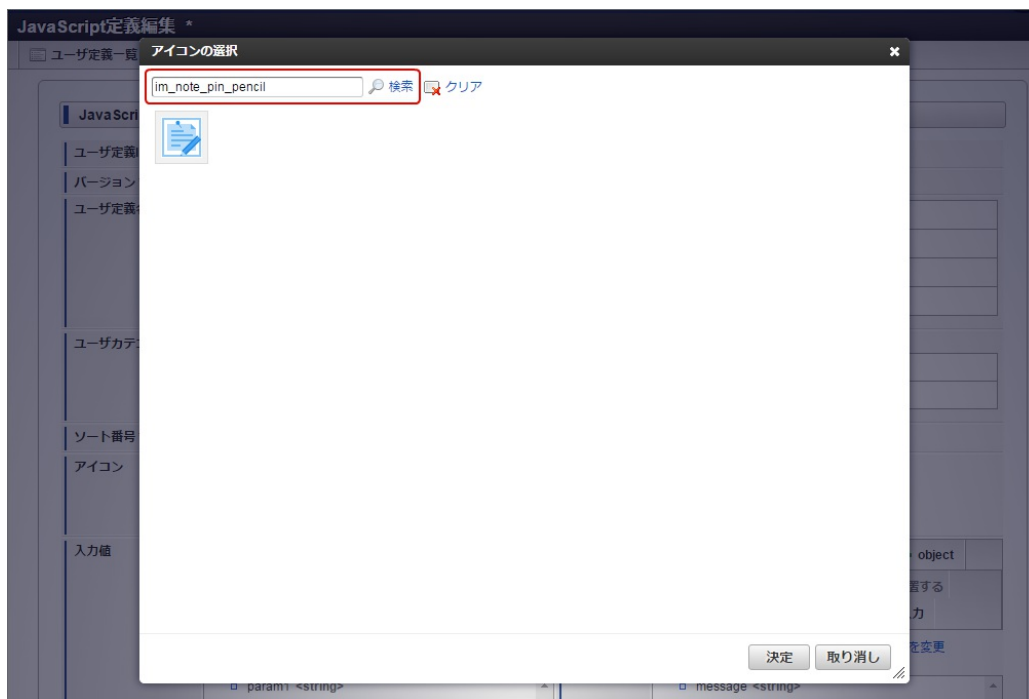 JavaScript定義編集 *
ユーザ定義一覧
アイコンの選択
im_note_pin_pencil 検索 クリア
JavaScri
ユーザ定義
バージョン
ユーザ定義
ユーザカテ
ソート番号
アイコン
入力値
object
置する
力
を変更
決定 取り消し
param1 <string>
message <string>